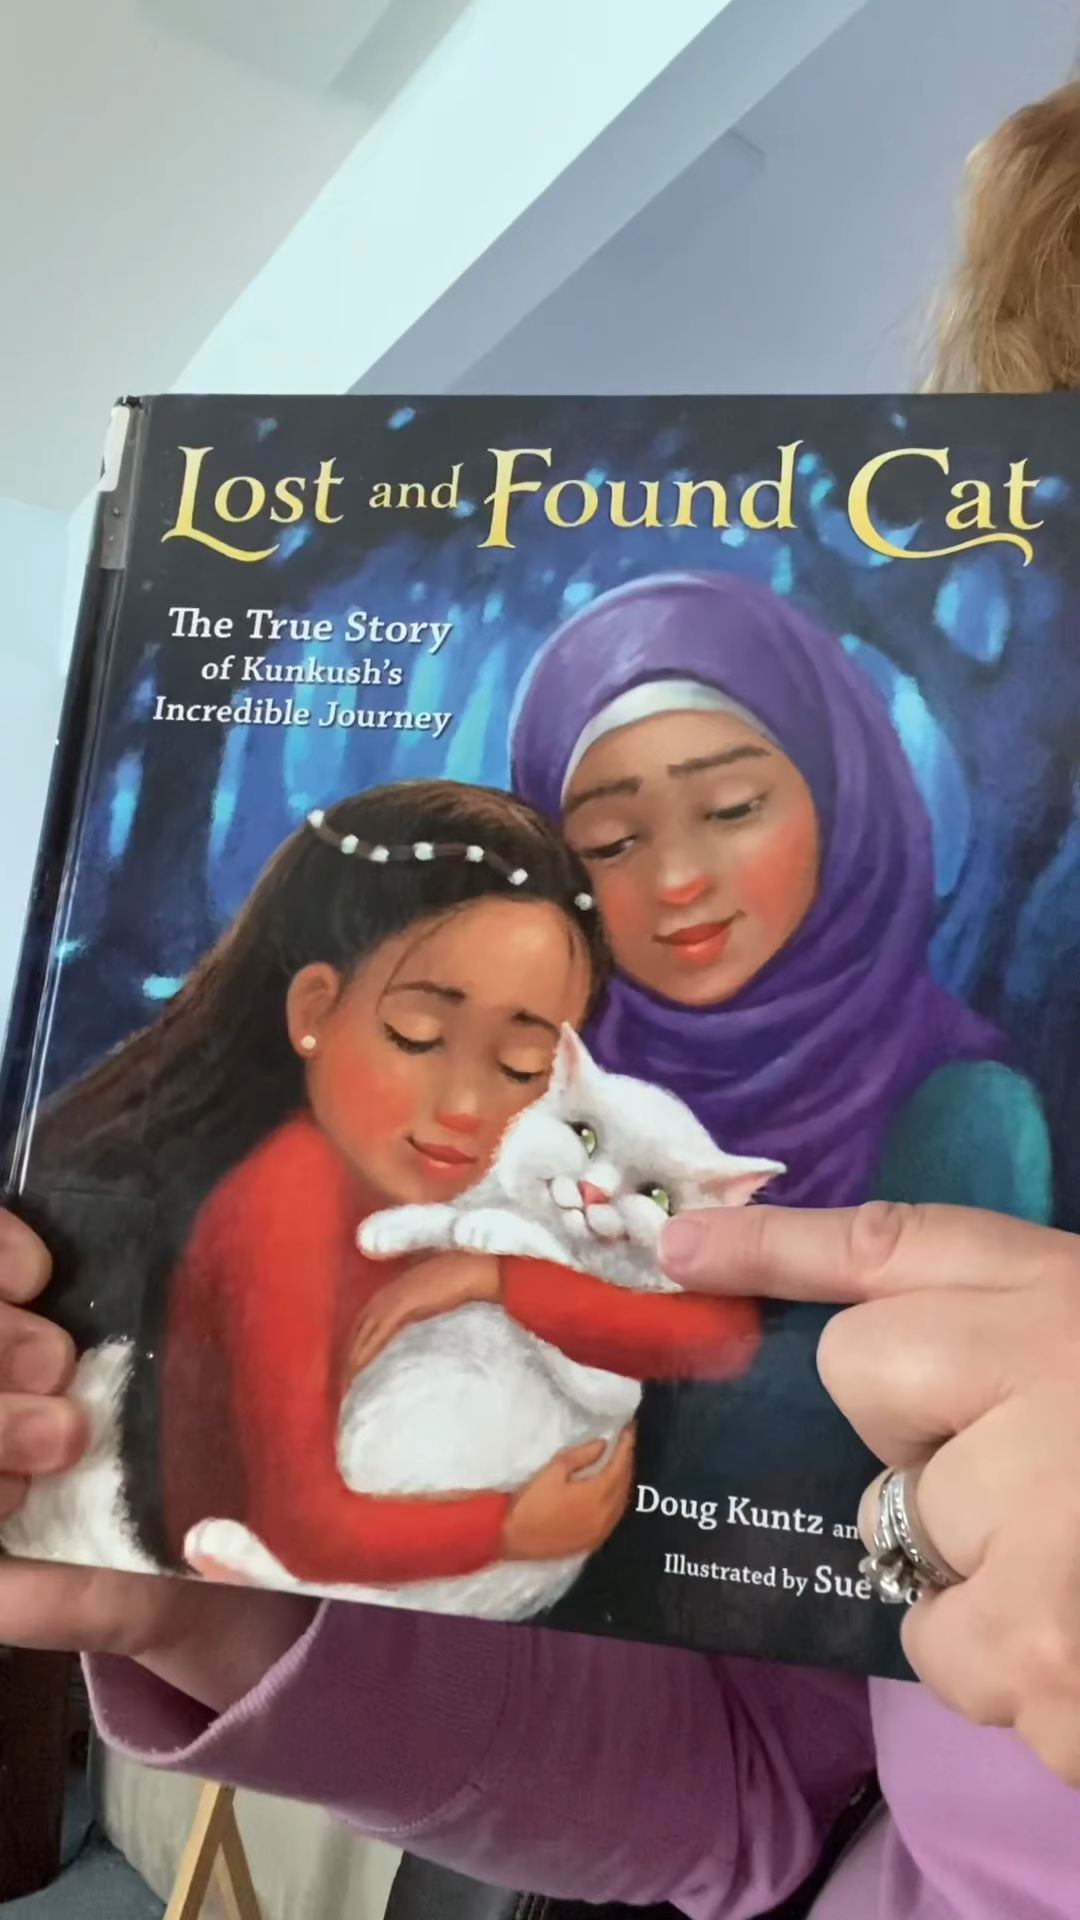 Lost and Found Cat
The True Story
of Kunkush's
Incredible Journey
Doug Kuntz
Illustrated by Sue